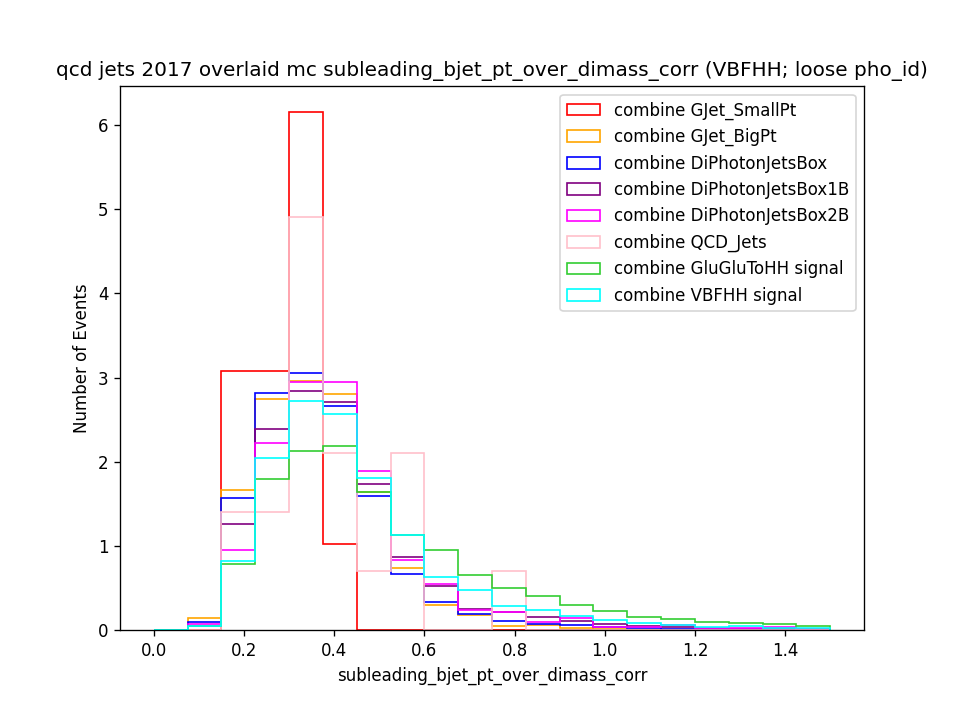 qcd jets 2017 overlaid mc subleading_bjet_pt_over_dimass_corr (VBFHH; loose pho_id)
combine GJet_SmallPt
combine GJet_BigPt
combine DiPhotonJetsBox
combine DiPhotonJetsBox1B
combine DiPhotonJetsBox2B
combine QCD_Jets
combine GluGluToHH signal
combine VBFHH signal
Number of Events
6
5
4
3
2
1
0
0.0 0.2 0.4 0.6 0.8 1.0 1.2 1.4
subleading_bjet_pt_over_dimass_corr